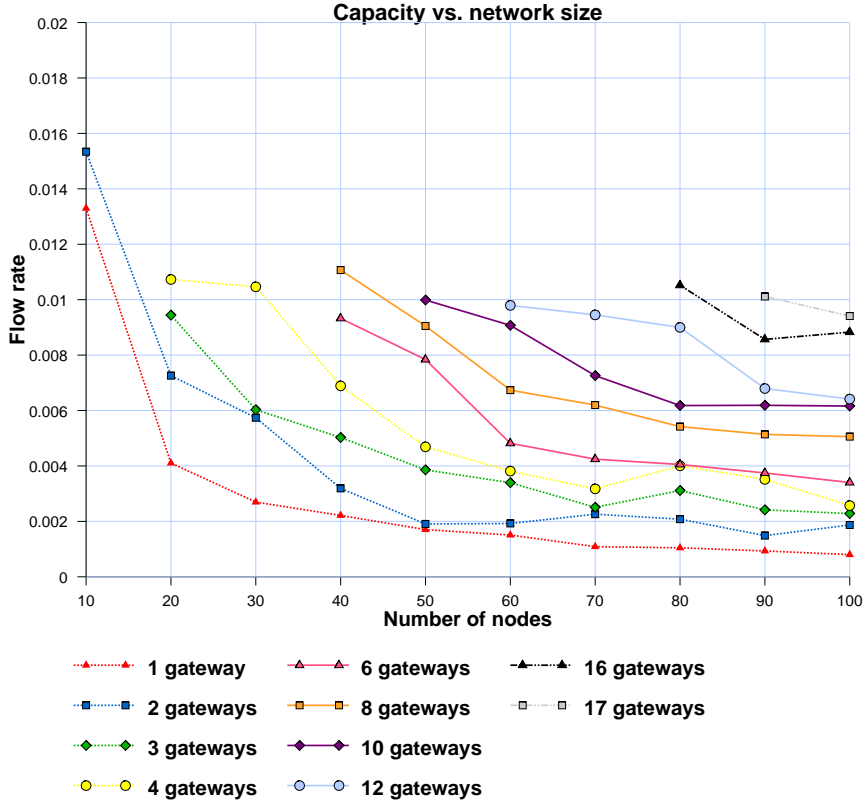 Capacity vs. network size
0.02
0.018
0.016
0.014
0.012
0.01
0.008
0.006
0.004
0.002
0
Flow rate
10 20 30 40 50 60 70 80 90 100
Number of nodes
1 gateway 6 gateways 16 gateways
2 gateways 8 gateways 17 gateways
3 gateways 10 gateways
4 gateways 12 gateways